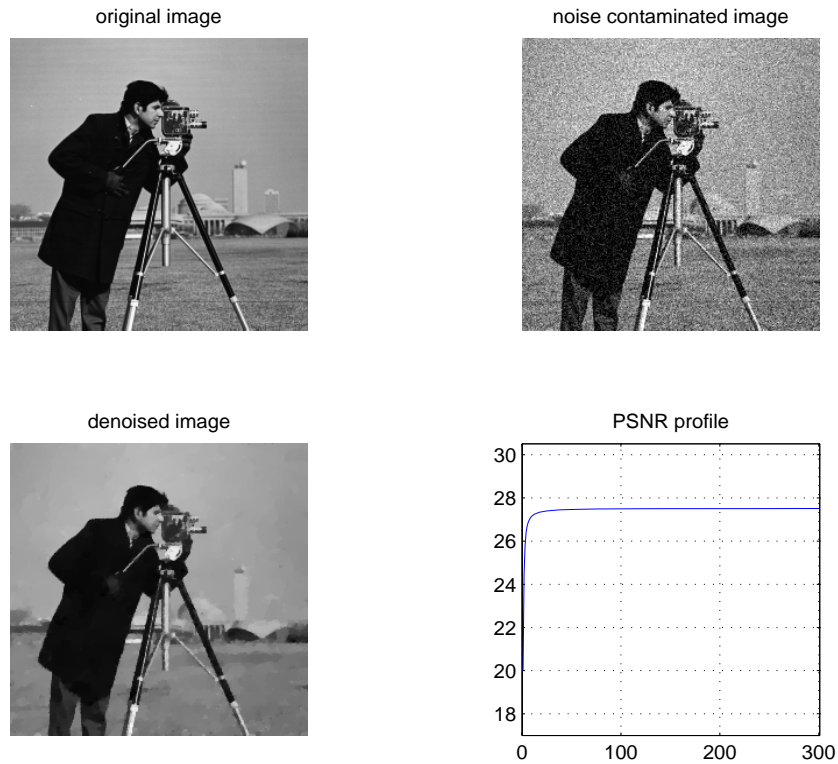 original image
noise contaminated image
denoised image
PSNR profile
30
28
26
24
22
20
18
0 100 200 300